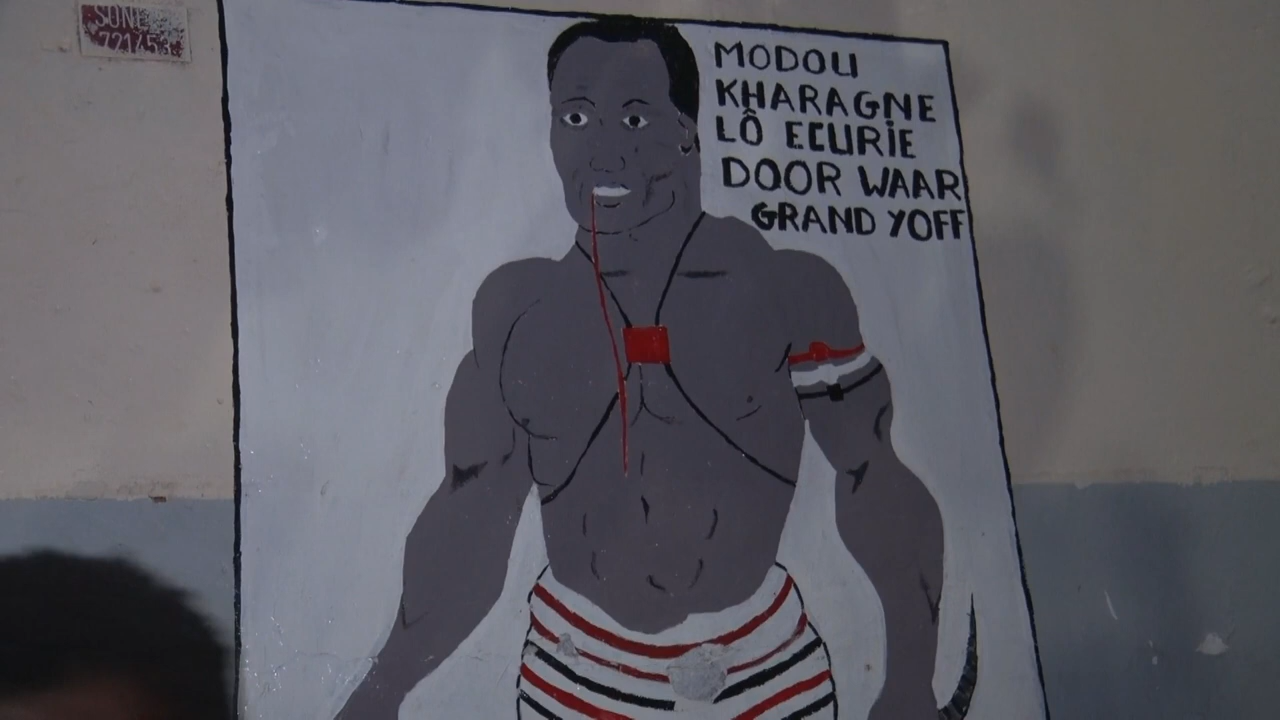 MODOU
KHARAGNE
LÔ ECURIE
DOOR WAAR
GRAND YOFF